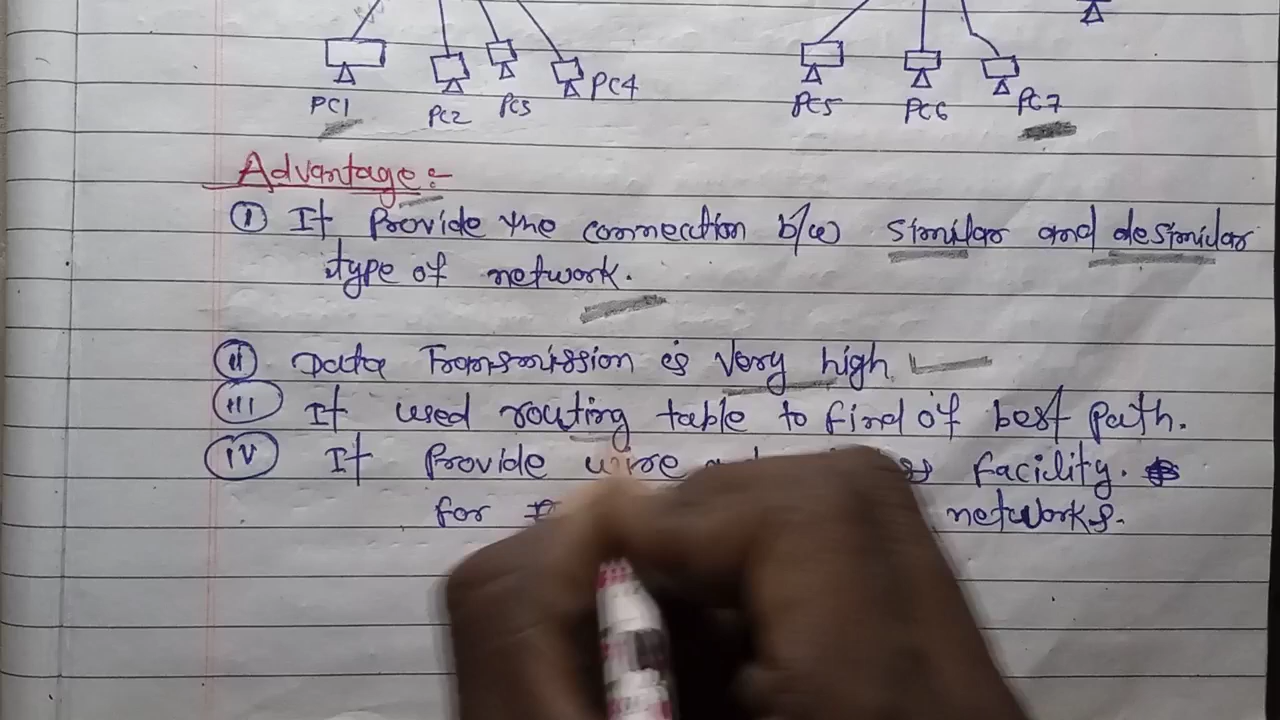 PC1 PC2 PC3 PC4 PC5 PC6 PC7
Advantage:-
I It Provide the connection b/w similar and desimilar
type of network.
II Data Transmission is very high
III It used routing table to find of best path.
IV It Provide wire facility.
for networks.